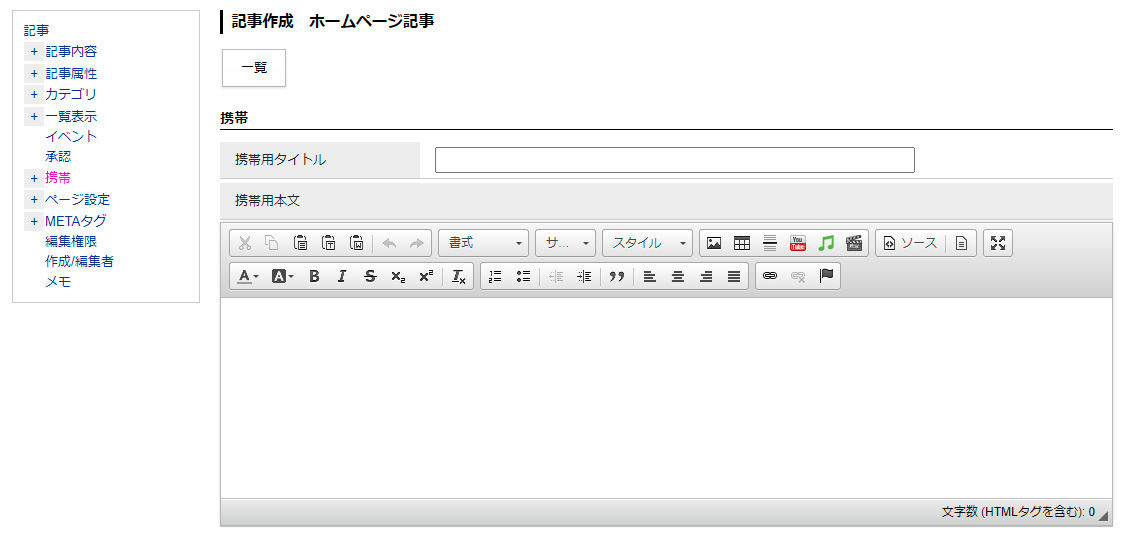 記事
+ 記事内容
+ 記事属性
+ カテゴリ
+ 一覧表示
イベント
承認
+ 携帯
+ ページ設定
+ METAタグ
編集権限
作成/編集者
メモ
記事作成　ホームページ記事
一覧
携帯
携帯用タイトル
携帯用本文
書式 サ... スタイル You Tube ソース
A A B I S x₂ x² Tx
文字数 (HTMLタグを含む): 0